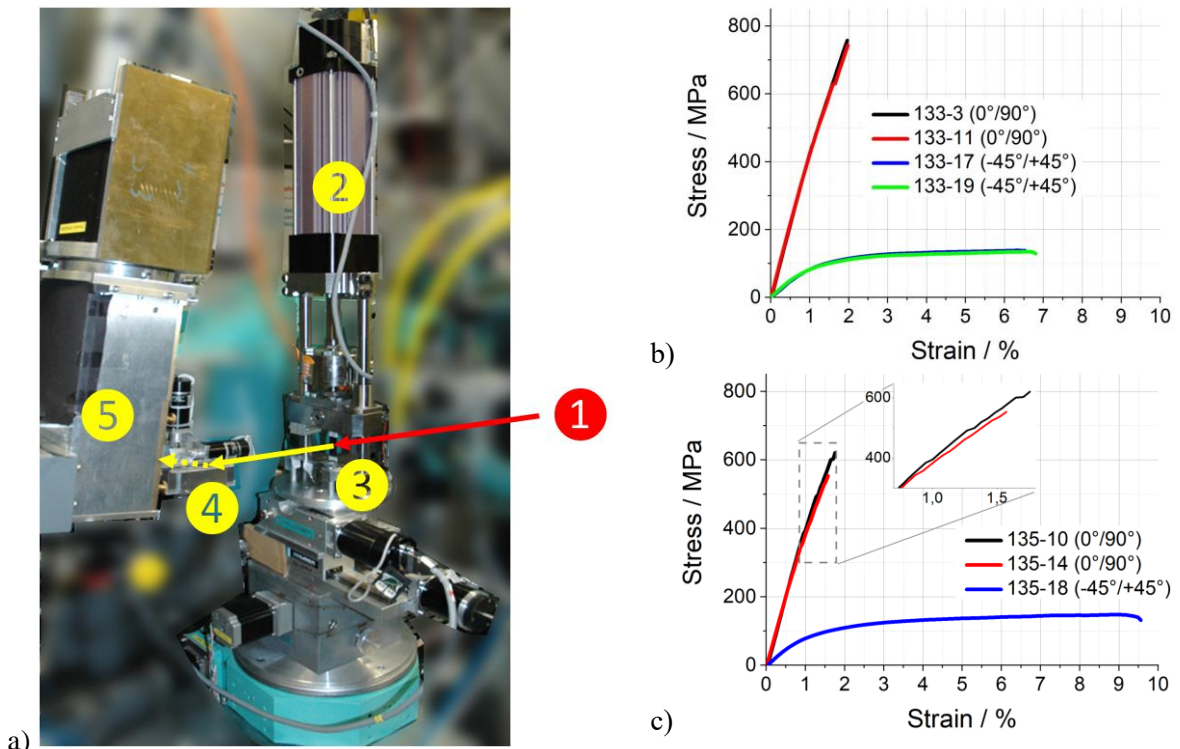 a)
1
2
3
4
5
b)
Stress / MPa
800
600
400
200
0
133-3 (0°/90°)
133-11 (0°/90°)
133-17 (-45°/+45°)
133-19 (-45°/+45°)
0 1 2 3 4 5 6 7 8 9 10
Strain / %
c)
Stress / MPa
800
600
400
200
0
600
400
1,0 1,5
135-10 (0°/90°)
135-14 (0°/90°)
135-18 (-45°/+45°)
0 1 2 3 4 5 6 7 8 9 10
Strain / %